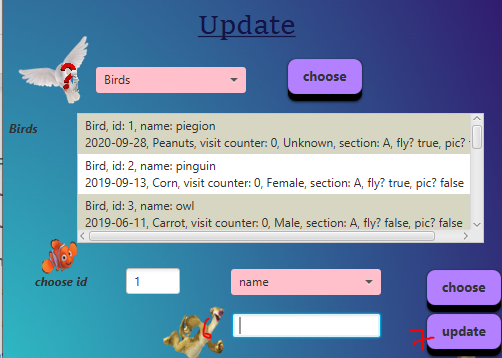 Update
Birds
choose
Birds
Bird, id: 1, name: piegion
2020-09-28, Peanuts, visit counter: 0, Unknown, section: A, fly? true, pic?
Bird, id: 2, name: pinguin
2019-09-13, Corn, visit counter: 0, Female, section: A, fly? true, pic? false
Bird, id: 3, name: owl
2019-06-11, Carrot, visit counter: 0, Male, section: A, fly? false, pic? false
choose id
1
name
choose
update